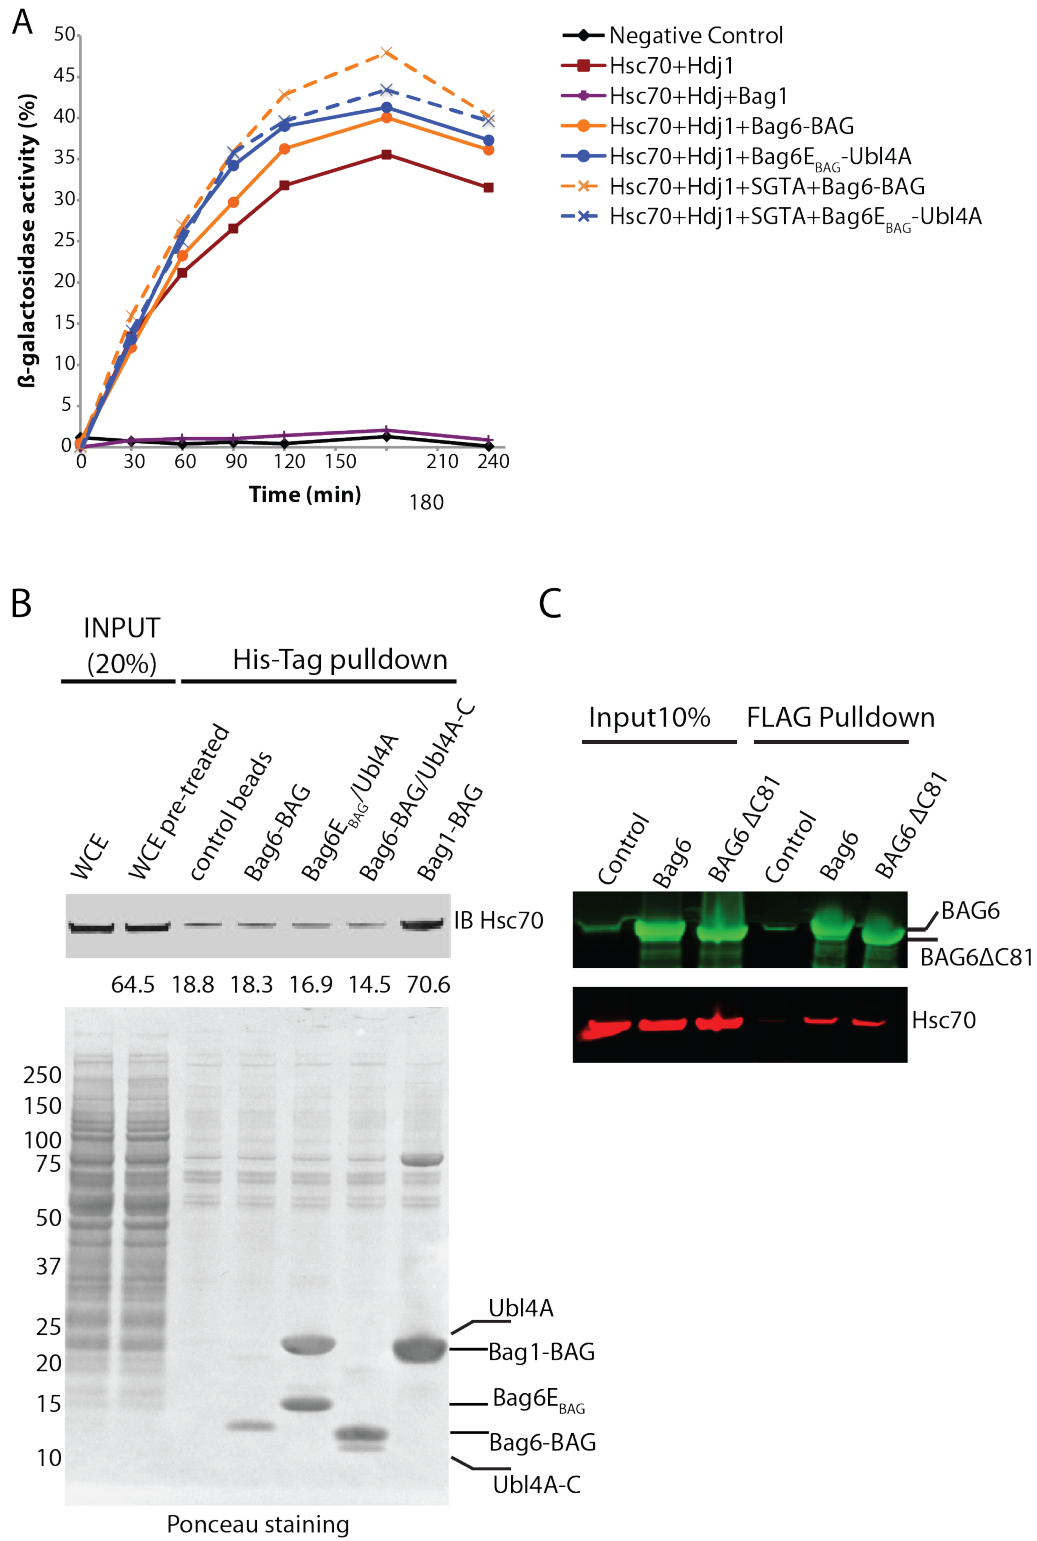 A
50
45
40
35
30
25
20
15
10
5
0
ß-galactosidase activity (%)
0 30 60 90 120 150 210 240
180
Time (min)
Negative Control
Hsc70+Hdj1
Hsc70+Hdj+Bag1
Hsc70+Hdj1+Bag6-BAG
Hsc70+Hdj1+Bag6EBAG-Ubl4A
Hsc70+Hdj1+SGTA+Bag6-BAG
Hsc70+Hdj1+SGTA+Bag6EBAG-Ubl4A
B
INPUT
(20%)
His-Tag pulldown
WCE
WCE pre-treated
control beads
Bag6-BAG
Bag6EBAG/Ubl4A
Bag6-BAG/Ubl4A-C
Bag1-BAG
IB Hsc70
64.5 18.8 18.3 16.9 14.5 70.6
250
150
100
75
50
37
25
20
15
10
Ubl4A
Bag1-BAG
Bag6EBAG
Bag6-BAG
Ubl4A-C
Ponceau staining
C
Input10%
FLAG Pulldown
Control
Bag6
BAG6 ΔC81
Control
Bag6
BAG6 ΔC81
BAG6
BAG6ΔC81
Hsc70